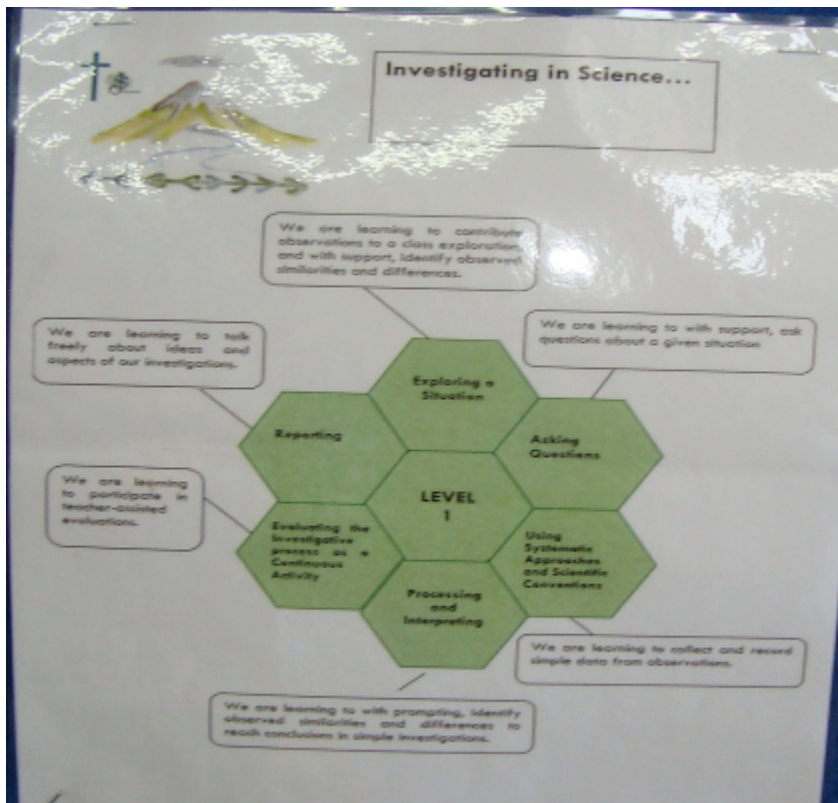 Investigating in Science...
We are learning to contribute
observations to a class exploration
and with support, identify observed
similarities and differences.
We are learning to with support, ask
questions about a given situation
We are learning to talk
freely about ideas and
aspects of our investigations.
Exploring a
Situation
Reporting
Asking
Questions
LEVEL
1
We are learning
to participate in
teacher-assisted
evaluations.
Evaluating the
Investigative
process as a
Continuous
Activity
Using
Systematic
Approaches
and Scientific
Conventions
Processing
and
Interpreting
We are learning to collect and record
simple data from observations.
We are learning to with prompting, identify
observed similarities and differences to
reach conclusions in simple investigations.